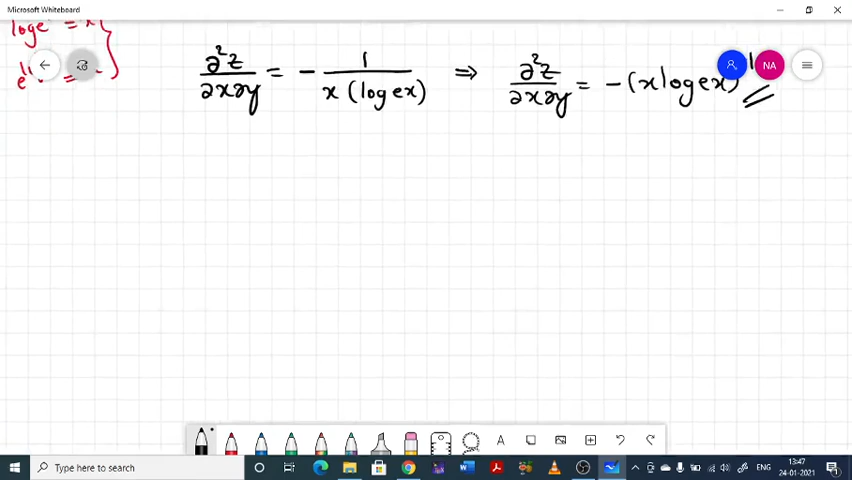 Microsoft Whiteboard
loge = x
∂²z/∂x∂y = - 1/(x (log ex)) ⇒ ∂²z/∂x∂y = - (x log ex)
NA
A
Type here to search
ENG
13:47
24-01-2021